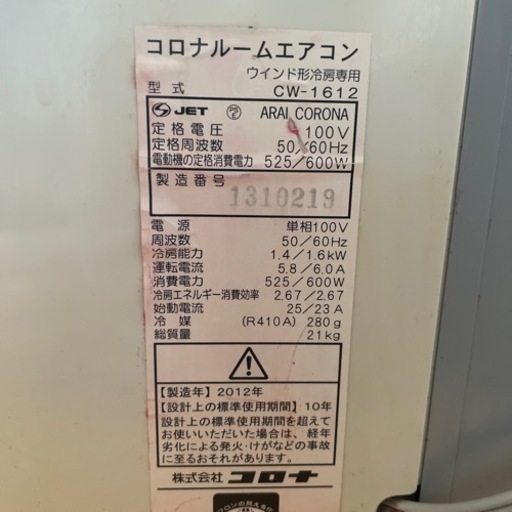 コロナルームエアコン
ウインド形冷房専用
型式 CW-1612
JET ARAI CORONA
定格電圧 100V
定格周波数 50/60Hz
電動機の定格消費電力 525/600W
製造番号 1310219
電源 単相100V
周波数 50/60Hz
冷房能力 1.4/1.6kW
運転電流 5.8/6.0A
消費電力 525/600W
冷房エネルギー消費効率 2.67/2.67
始動電流 25/23A
冷媒 (R410A) 280g
総質量 21kg
【製造年】2012年
【設計上の標準使用期間】10年
設計上の標準使用期間を超えて
お使いいただいた場合は、経年
劣化による発火・けがなどの事故
に至るおそれがあります。
株式会社 コロナ